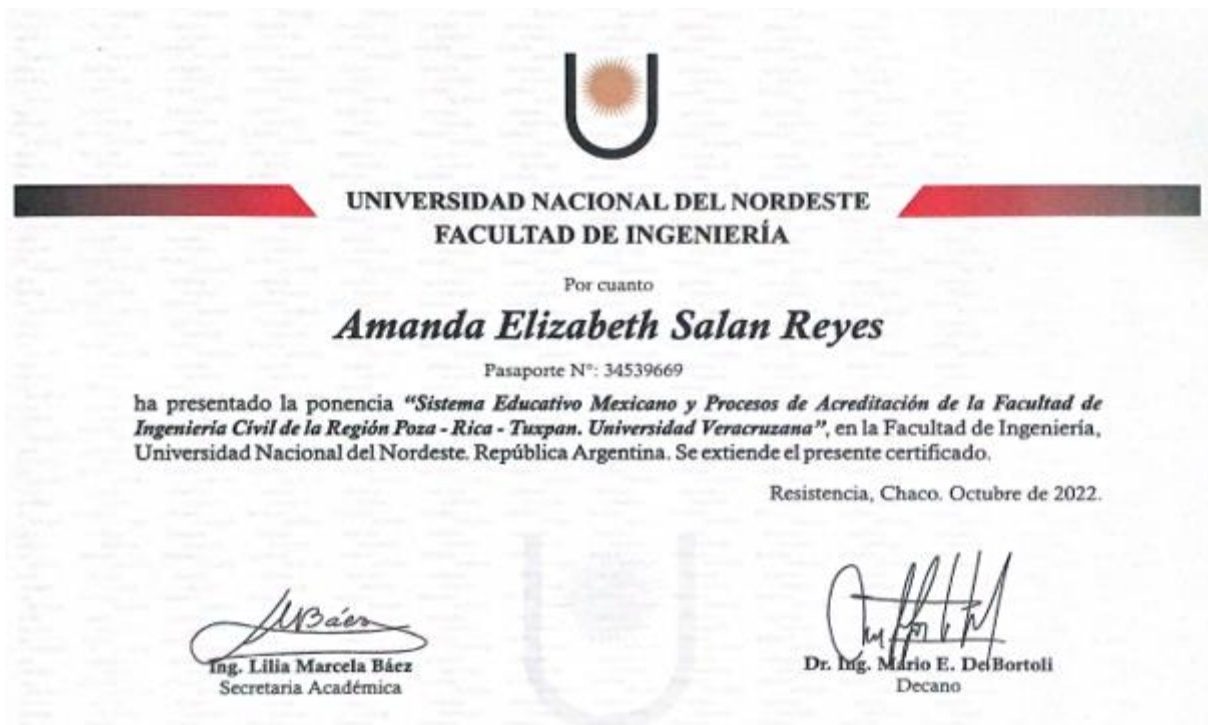 UNIVERSIDAD NACIONAL DEL NORDESTE
FACULTAD DE INGENIERÍA
Por cuanto
Amanda Elizabeth Salan Reyes
Pasaporte N°: 34539669
ha presentado la ponencia "Sistema Educativo Mexicano y Procesos de Acreditación de la Facultad de
Ingeniería Civil de la Región Poza - Rica - Tuxpan. Universidad Veracruzana", en la Facultad de Ingeniería,
Universidad Nacional del Nordeste. República Argentina. Se extiende el presente certificado.
Resistencia, Chaco. Octubre de 2022.
MBáez
Ing. Lilia Marcela Báez
Secretaria Académica
Dr. Ing. Mario E. De Bortoli
Decano